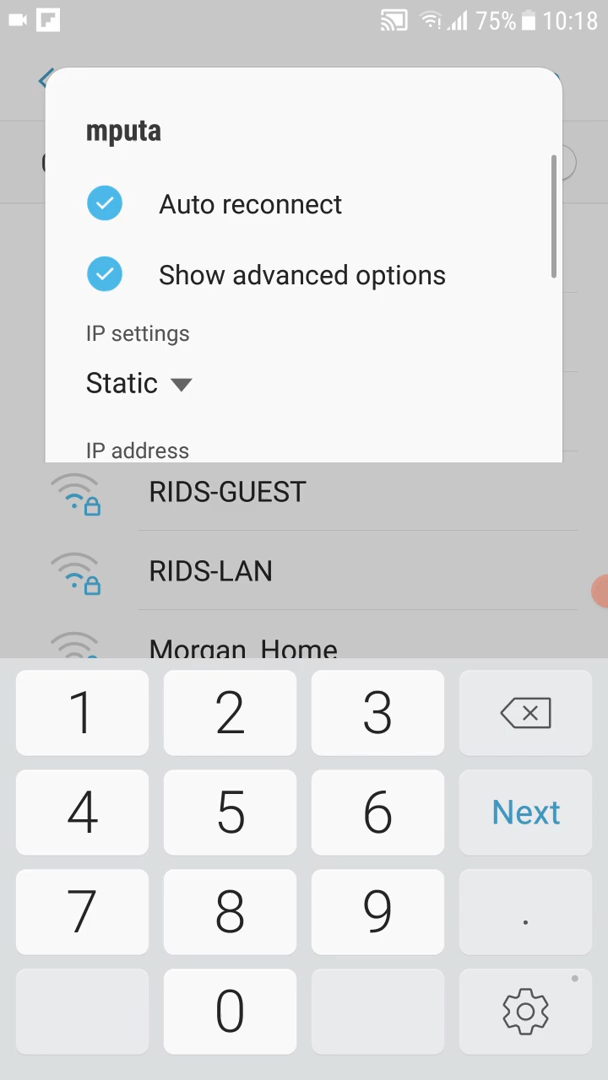 75% 10:18
mputa
Auto reconnect
Show advanced options
IP settings
Static
IP address
RIDS-GUEST
RIDS-LAN
Morgan_Home
1 2 3
4 5 6 Next
7 8 9 .
0